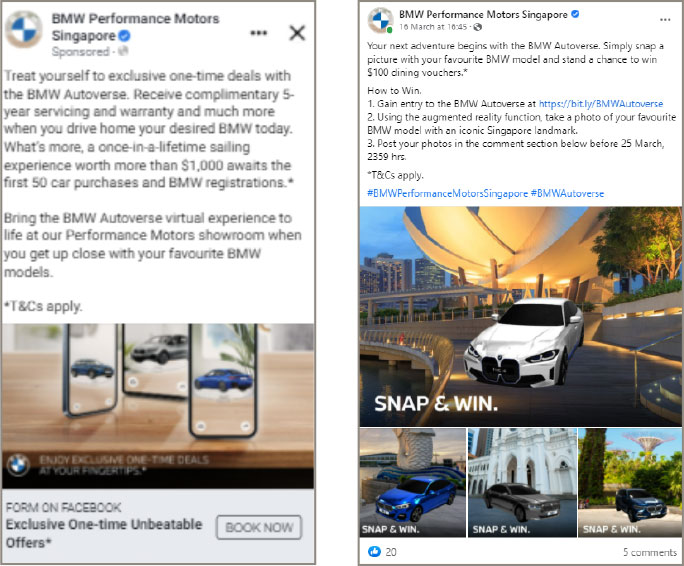 BMW Performance Motors
Singapore
Sponsored ·
Treat yourself to exclusive one-time deals with
the BMW Autoverse. Receive complimentary 5-
year servicing and warranty and much more
when you drive home your desired BMW today.
What's more, a once-in-a-lifetime sailing
experience worth more than $1,000 awaits the
first 50 car purchases and BMW registrations.*
Bring the BMW Autoverse virtual experience to
life at our Performance Motors showroom when
you get up close with your favourite BMW
models.
*T&Cs apply.
ENJOY EXCLUSIVE ONE-TIME DEALS
AT YOUR FINGERTIPS.*
FORM ON FACEBOOK
Exclusive One-time Unbeatable
Offers*
BOOK NOW
BMW Performance Motors Singapore
16 March at 16:45 ·
Your next adventure begins with the BMW Autoverse. Simply snap a
picture with your favourite BMW model and stand a chance to win
$100 dining vouchers.*
How to Win.
1. Gain entry to the BMW Autoverse at https://bit.ly/BMWAutoverse
2. Using the augmented reality function, take a photo of your favourite
BMW model with an iconic Singapore landmark.
3. Post your photos in the comment section below before 25 March,
2359 hrs.
*T&Cs apply.
#BMWPerformanceMotorsSingapore #BMWAutoverse
SNAP & WIN.
SNAP & WIN.
SNAP & WIN.
SNAP & WIN.
20
5 comments